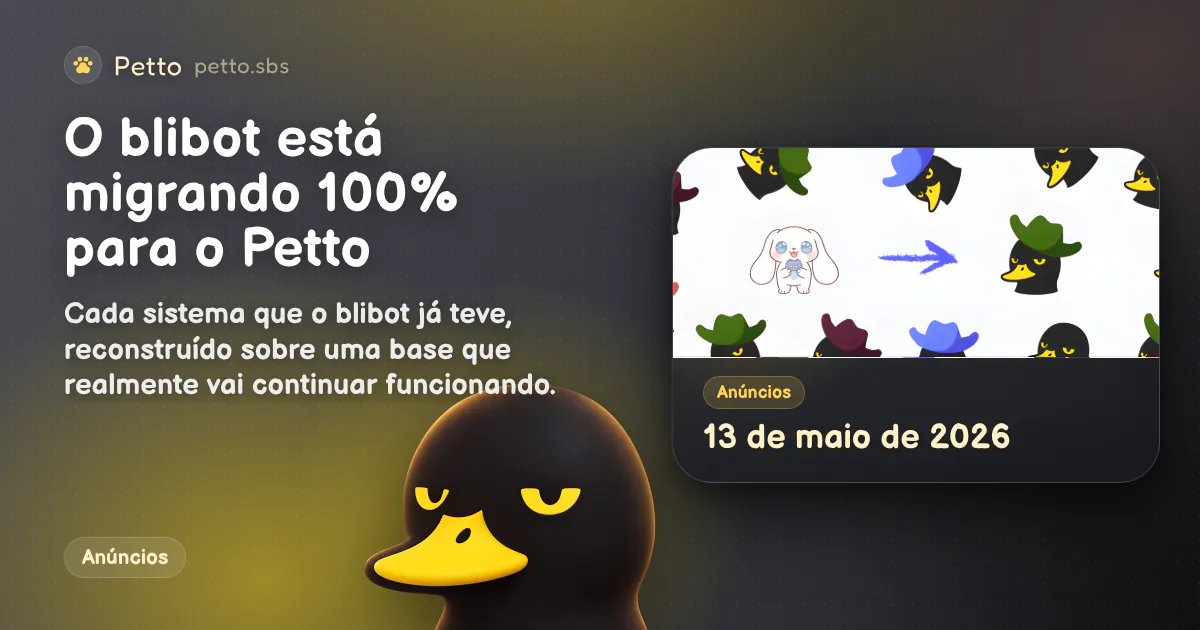 Petto petto.sbs
O blibot está
migrando 100%
para o Petto
Cada sistema que o blibot já teve,
reconstruído sobre uma base que
realmente vai continuar funcionando.
Anúncios
Anúncios
13 de maio de 2026